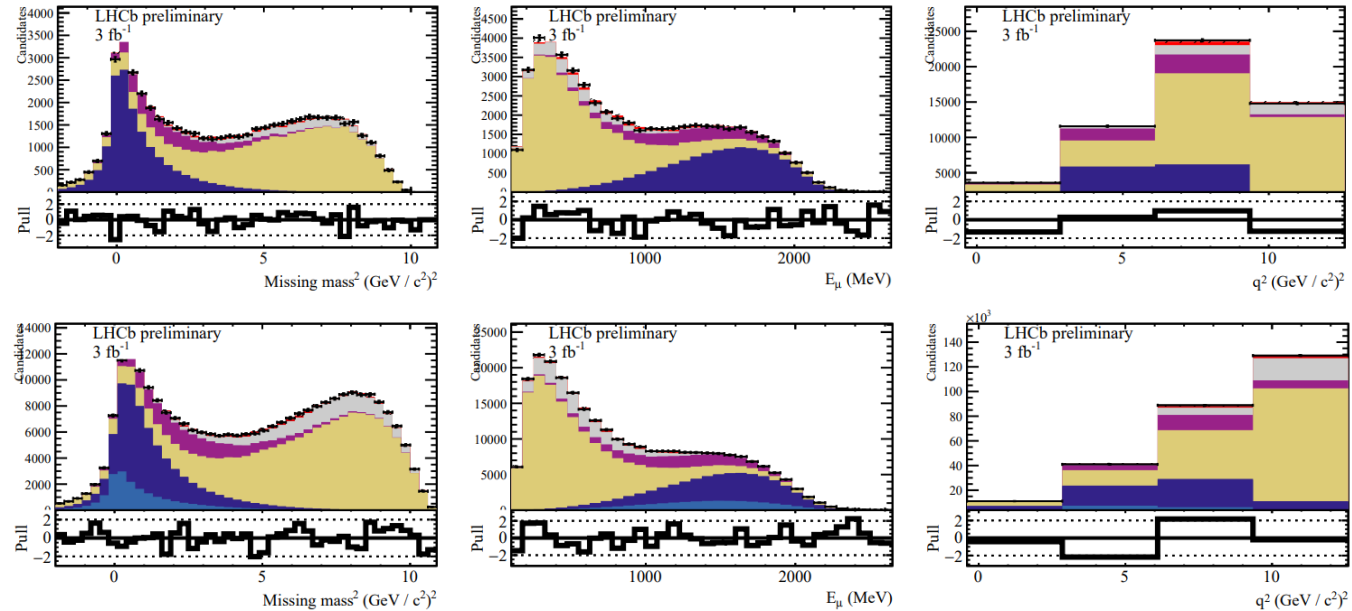 Candidates
4000
3500
3000
2500
2000
1500
1000
500
0
LHCb preliminary
3 fb⁻¹
Pull
2
0
−2
0
5
10
Missing mass² (GeV / c²)²
Candidates
4500
4000
3500
3000
2500
2000
1500
1000
500
0
LHCb preliminary
3 fb⁻¹
Pull
2
0
−2
1000
2000
E_μ (MeV)
Candidates
25000
20000
15000
10000
5000
LHCb preliminary
3 fb⁻¹
Pull
2
0
−2
0
5
10
q² (GeV / c²)²
Candidates
14000
12000
10000
8000
6000
4000
2000
0
LHCb preliminary
3 fb⁻¹
Pull
2
0
−2
0
5
10
Missing mass² (GeV / c²)²
Candidates
25000
20000
15000
10000
5000
0
LHCb preliminary
3 fb⁻¹
Pull
2
0
−2
1000
2000
E_μ (MeV)
×10³
Candidates
140
120
100
80
60
40
20
LHCb preliminary
3 fb⁻¹
Pull
2
0
−2
0
5
10
q² (GeV / c²)²